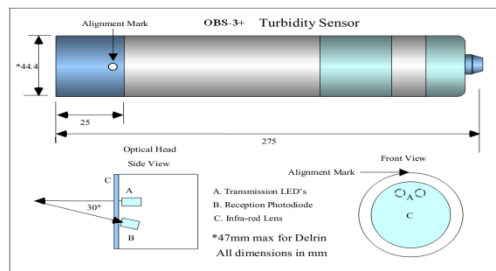 OBS-3+ Turbidity Sensor
Alignment Mark
*44.4
25
275
Optical Head
Side View
C
A
30°
B
A. Transmission LED's
B. Reception Photodiode
C. Infra-red Lens
*47mm max for Delrin
All dimensions in mm
Front View
Alignment Mark
A
C